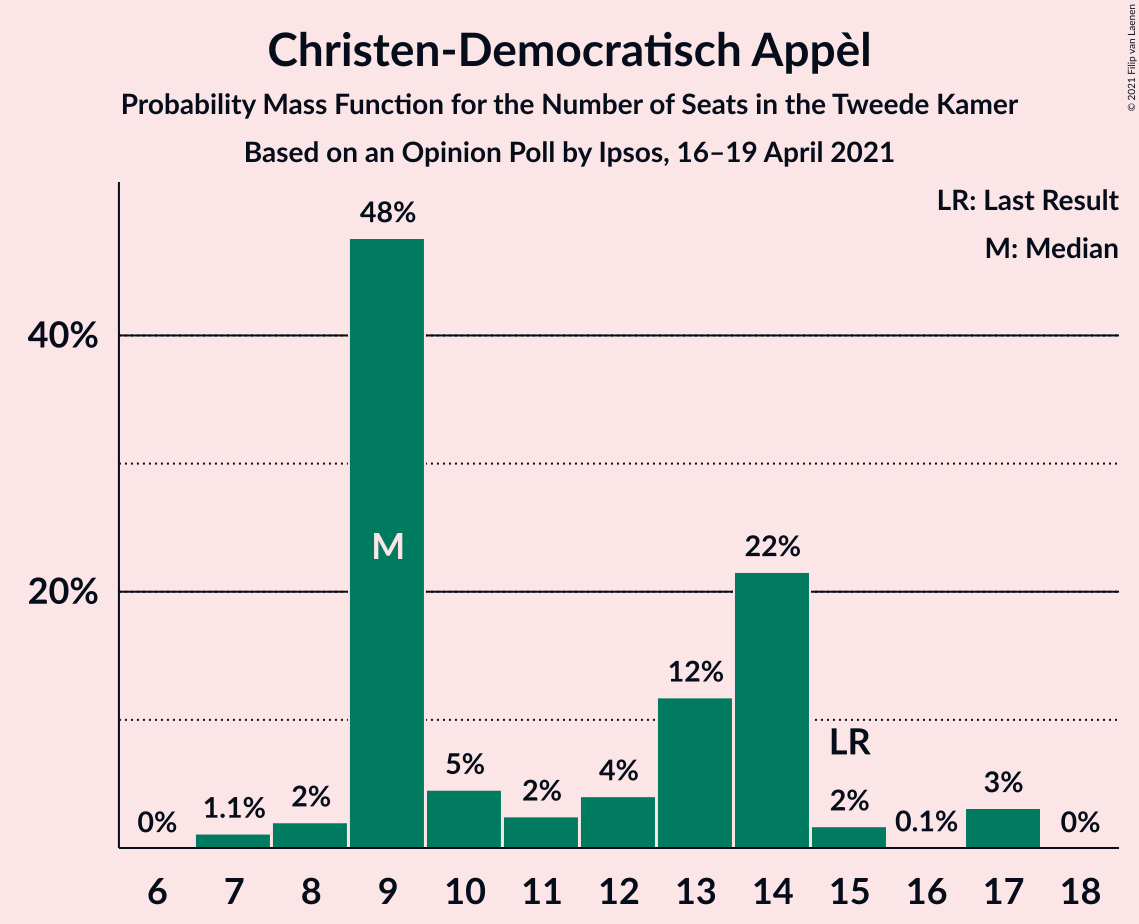 Christen-Democratisch Appèl
Probability Mass Function for the Number of Seats in the Tweede Kamer
Based on an Opinion Poll by Ipsos, 16–19 April 2021
© 2021 Filip van Laenen
LR: Last Result
M: Median
48%
40%
M
22%
20%
12%
LR
5%
4%
3%
2%
2%
2%
1.1%
0%
0.1%
0%
6 7 8 9 10 11 12 13 14 15 16 17 18